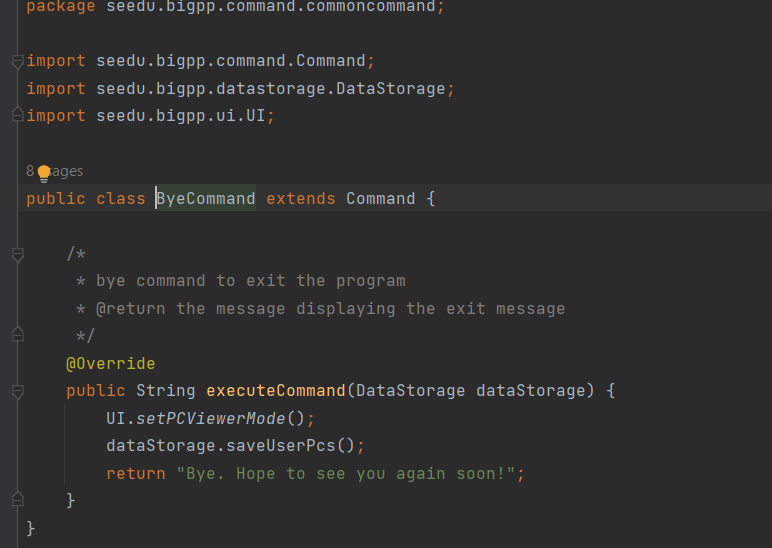 package seedu.bigpp.command.commoncommand;
import seedu.bigpp.command.Command;
import seedu.bigpp.datastorage.DataStorage;
import seedu.bigpp.ui.UI;
8
public class ByeCommand extends Command {
/*
* bye command to exit the program
* @return the message displaying the exit message
*/
@Override
public String executeCommand(DataStorage dataStorage) {
UI.setPCViewerMode();
dataStorage.saveUserPcs();
return "Bye. Hope to see you again soon!";
}
}